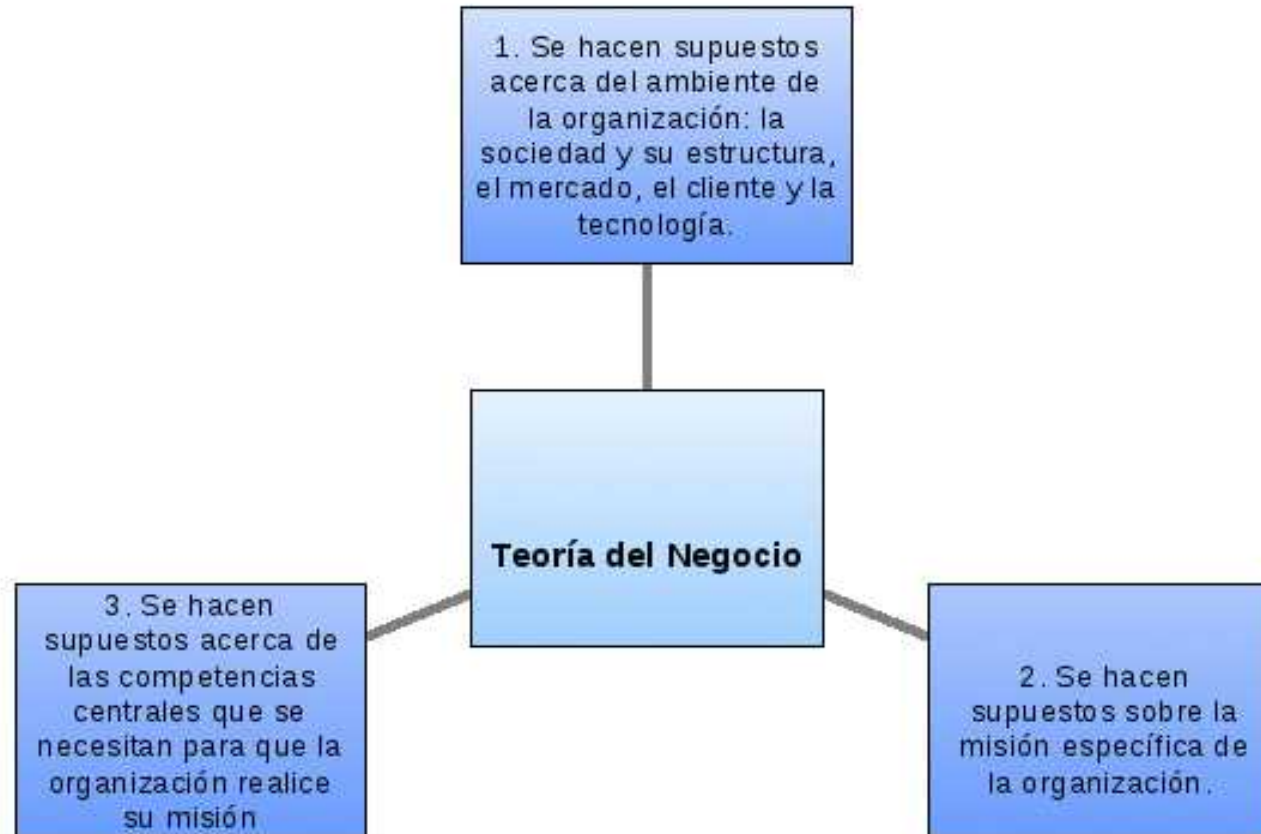 1. Se hacen supuestos
acerca del ambiente de
la organización: la
sociedad y su estructura,
el mercado, el cliente y la
tecnología.
Teoría del Negocio
2. Se hacen
supuestos sobre la
misión específica de
la organización.
3. Se hacen
supuestos acerca de
las competencias
centrales que se
necesitan para que la
organización realice
su misión